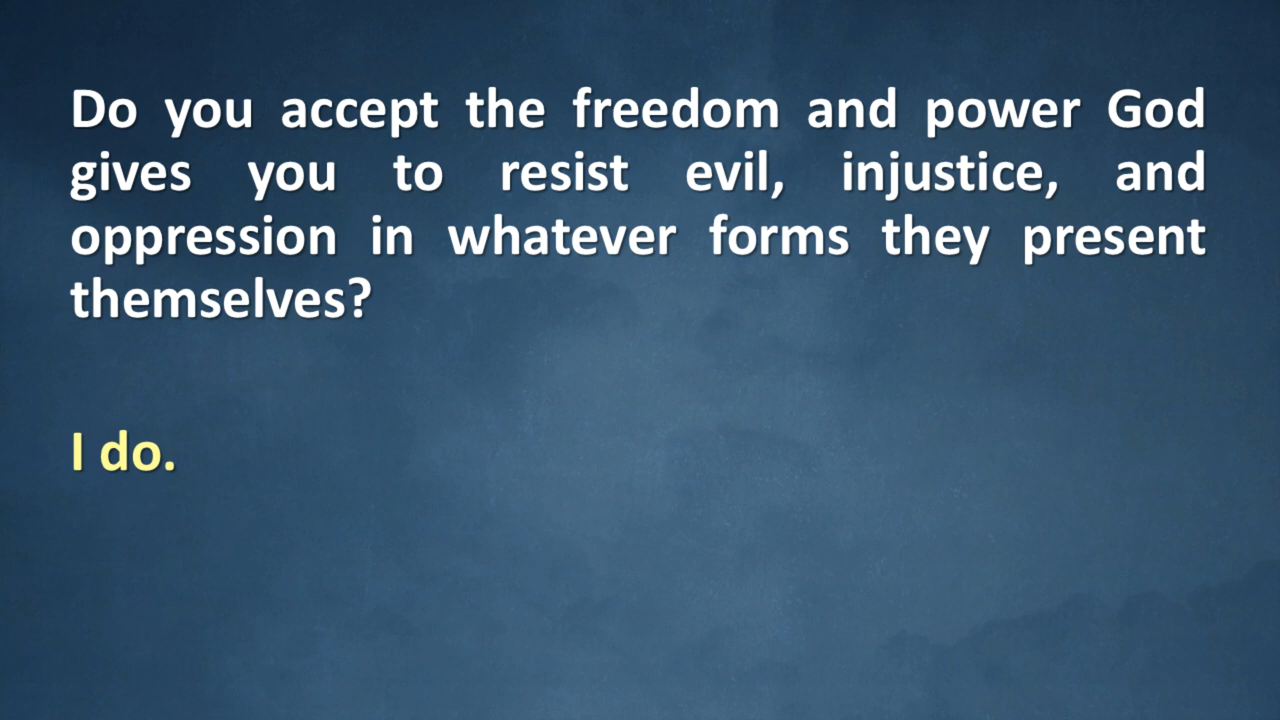 Do you accept the freedom and power God
gives you to resist evil, injustice, and
oppression in whatever forms they present
themselves?
I do.